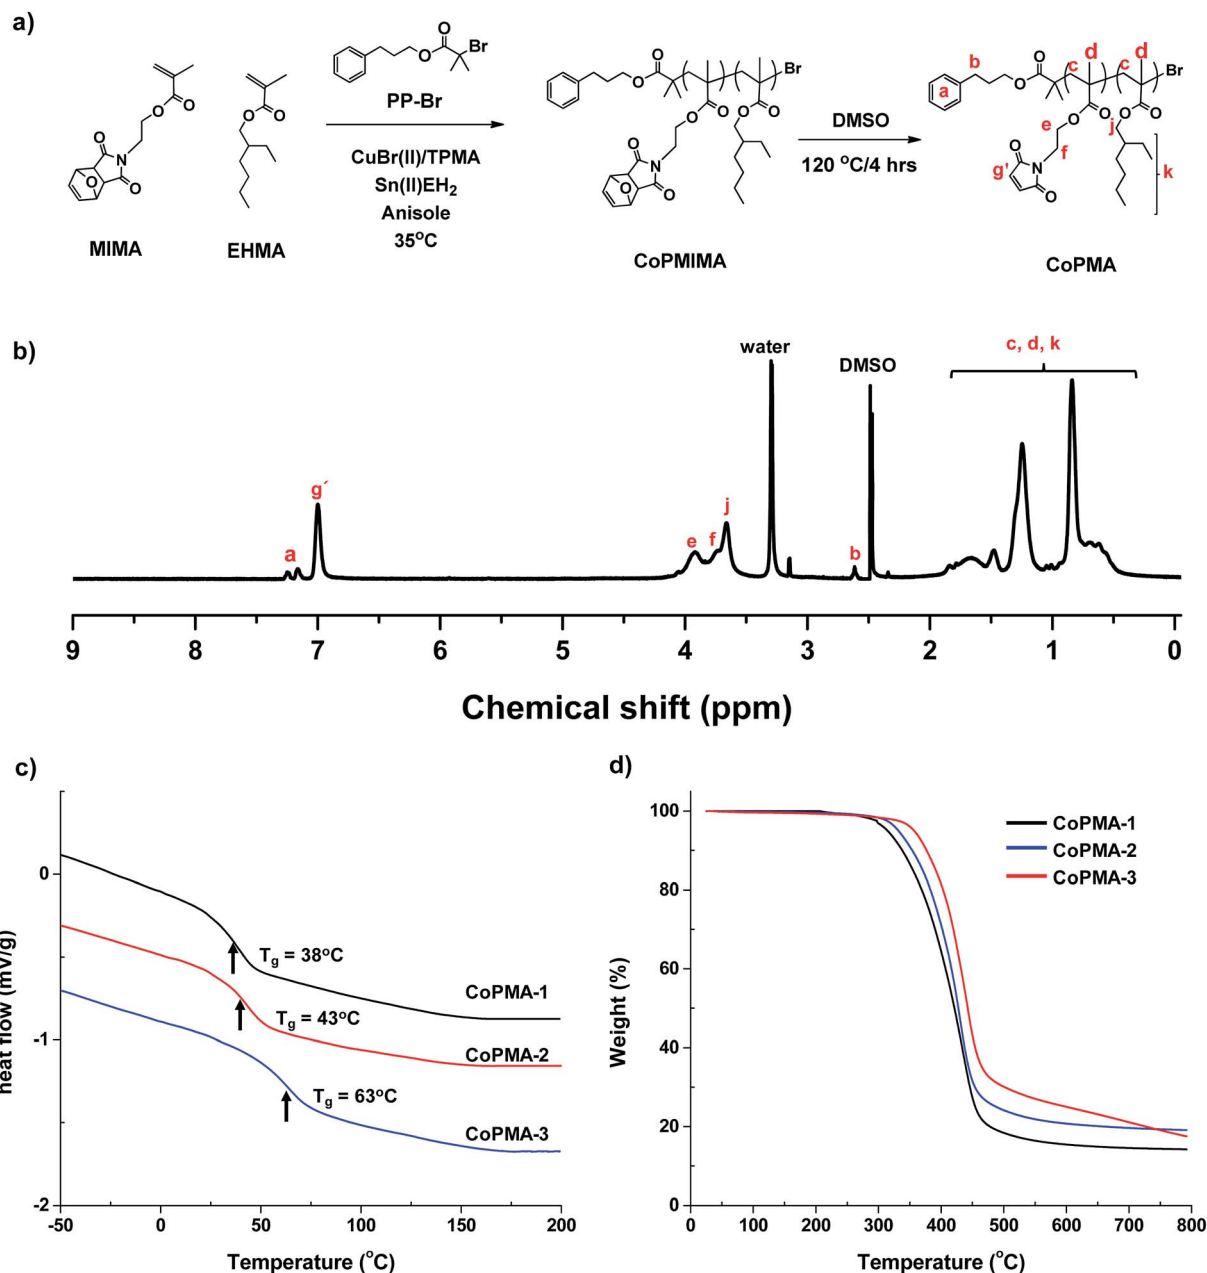 a)
O
O
Br
PP-Br
CuBr(II)/TPMA
Sn(II)EH2
Anisole
35°C
O
O
O
N
O
O
MIMA
O
O
EHMA
O
O
Br
O
O
O
O
O
N
O
O
CoPMIMA
DMSO
120 °C/4 hrs
a
b
O
O
c
d
c
d
Br
O
O
O
O
e
f
j
k
O
N
O
g'
CoPMA
b)
water
DMSO
c, d, k
a
g´
e
f
j
b
9 8 7 6 5 4 3 2 1 0
Chemical shift (ppm)
c)
0
-1
-2
heat flow (mV/g)
Tg = 38°C
CoPMA-1
Tg = 43°C
CoPMA-2
Tg = 63°C
CoPMA-3
-50 0 50 100 150 200
Temperature (°C)
d)
100
80
60
40
20
0
Weight (%)
CoPMA-1
CoPMA-2
CoPMA-3
0 100 200 300 400 500 600 700 800
Temperature (°C)